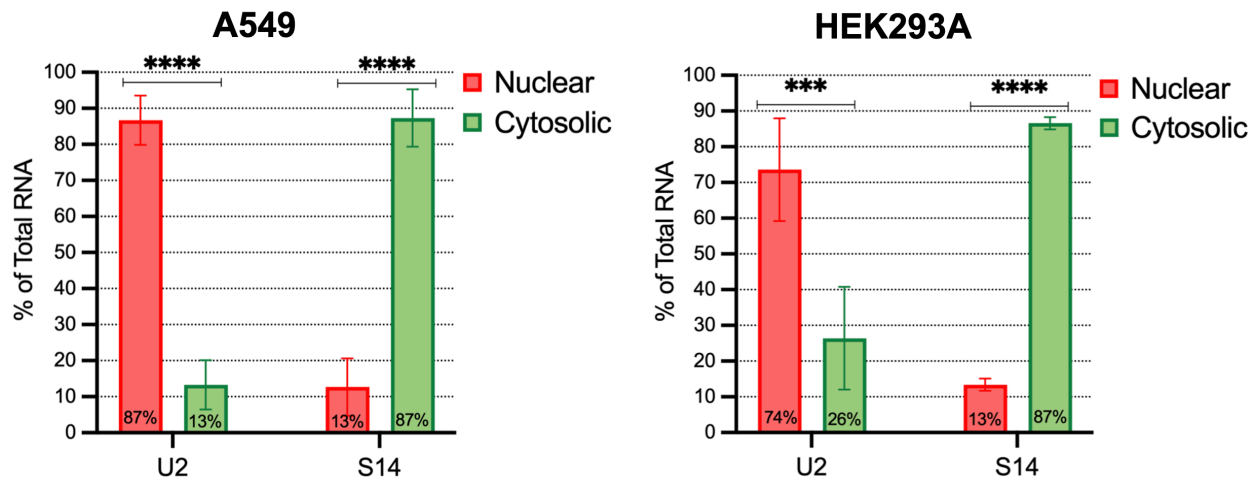 A549
****
****
100
90
80
70
60
50
40
30
20
10
0
% of Total RNA
87%
13%
13%
87%
U2
S14
Nuclear
Cytosolic
HEK293A
***
****
100
90
80
70
60
50
40
30
20
10
0
% of Total RNA
74%
26%
13%
87%
U2
S14
Nuclear
Cytosolic